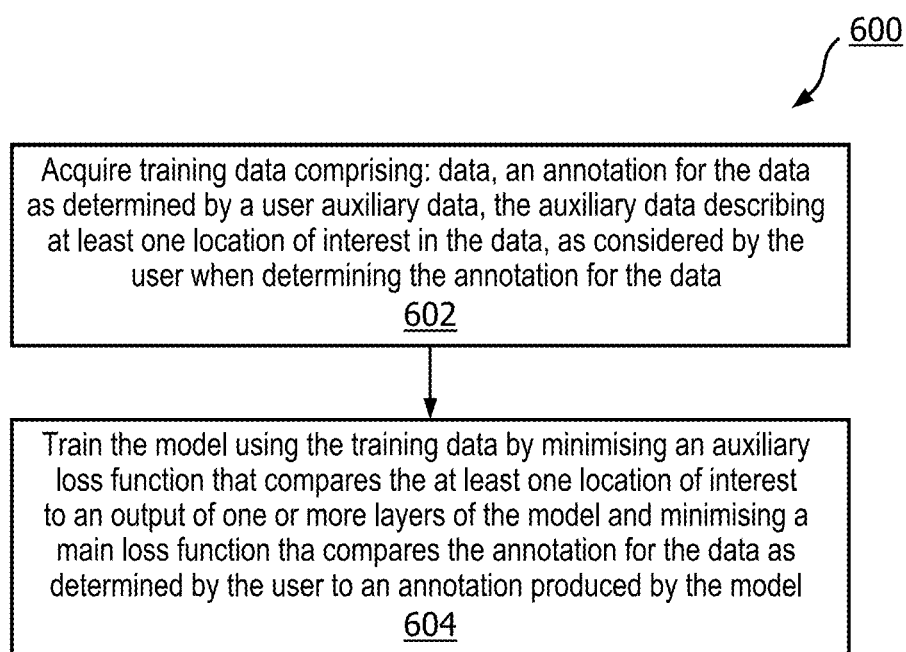 600
Acquire training data comprising: data, an annotation for the data
as determined by a user auxiliary data, the auxiliary data describing
at least one location of interest in the data, as considered by the
user when determining the annotation for the data
602
Train the model using the training data by minimising an auxiliary
loss function that compares the at least one location of interest
to an output of one or more layers of the model and minimising a
main loss function tha compares the annotation for the data as
determined by the user to an annotation produced by the model
604